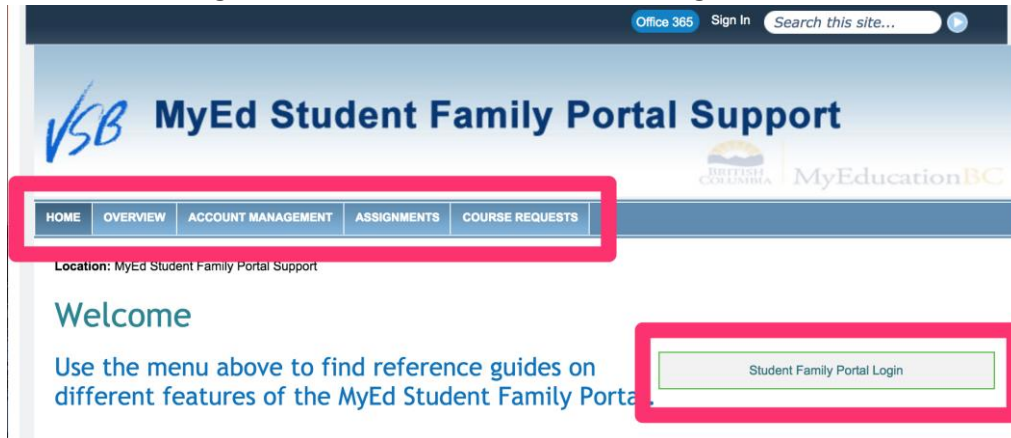 Office 365 Sign In Search this site...
VSB MyEd Student Family Portal Support
BRITISH COLUMBIA MyEducationBC
HOME OVERVIEW ACCOUNT MANAGEMENT ASSIGNMENTS COURSE REQUESTS
Location: MyEd Student Family Portal Support
Welcome
Use the menu above to find reference guides on
different features of the MyEd Student Family Portal.
Student Family Portal Login